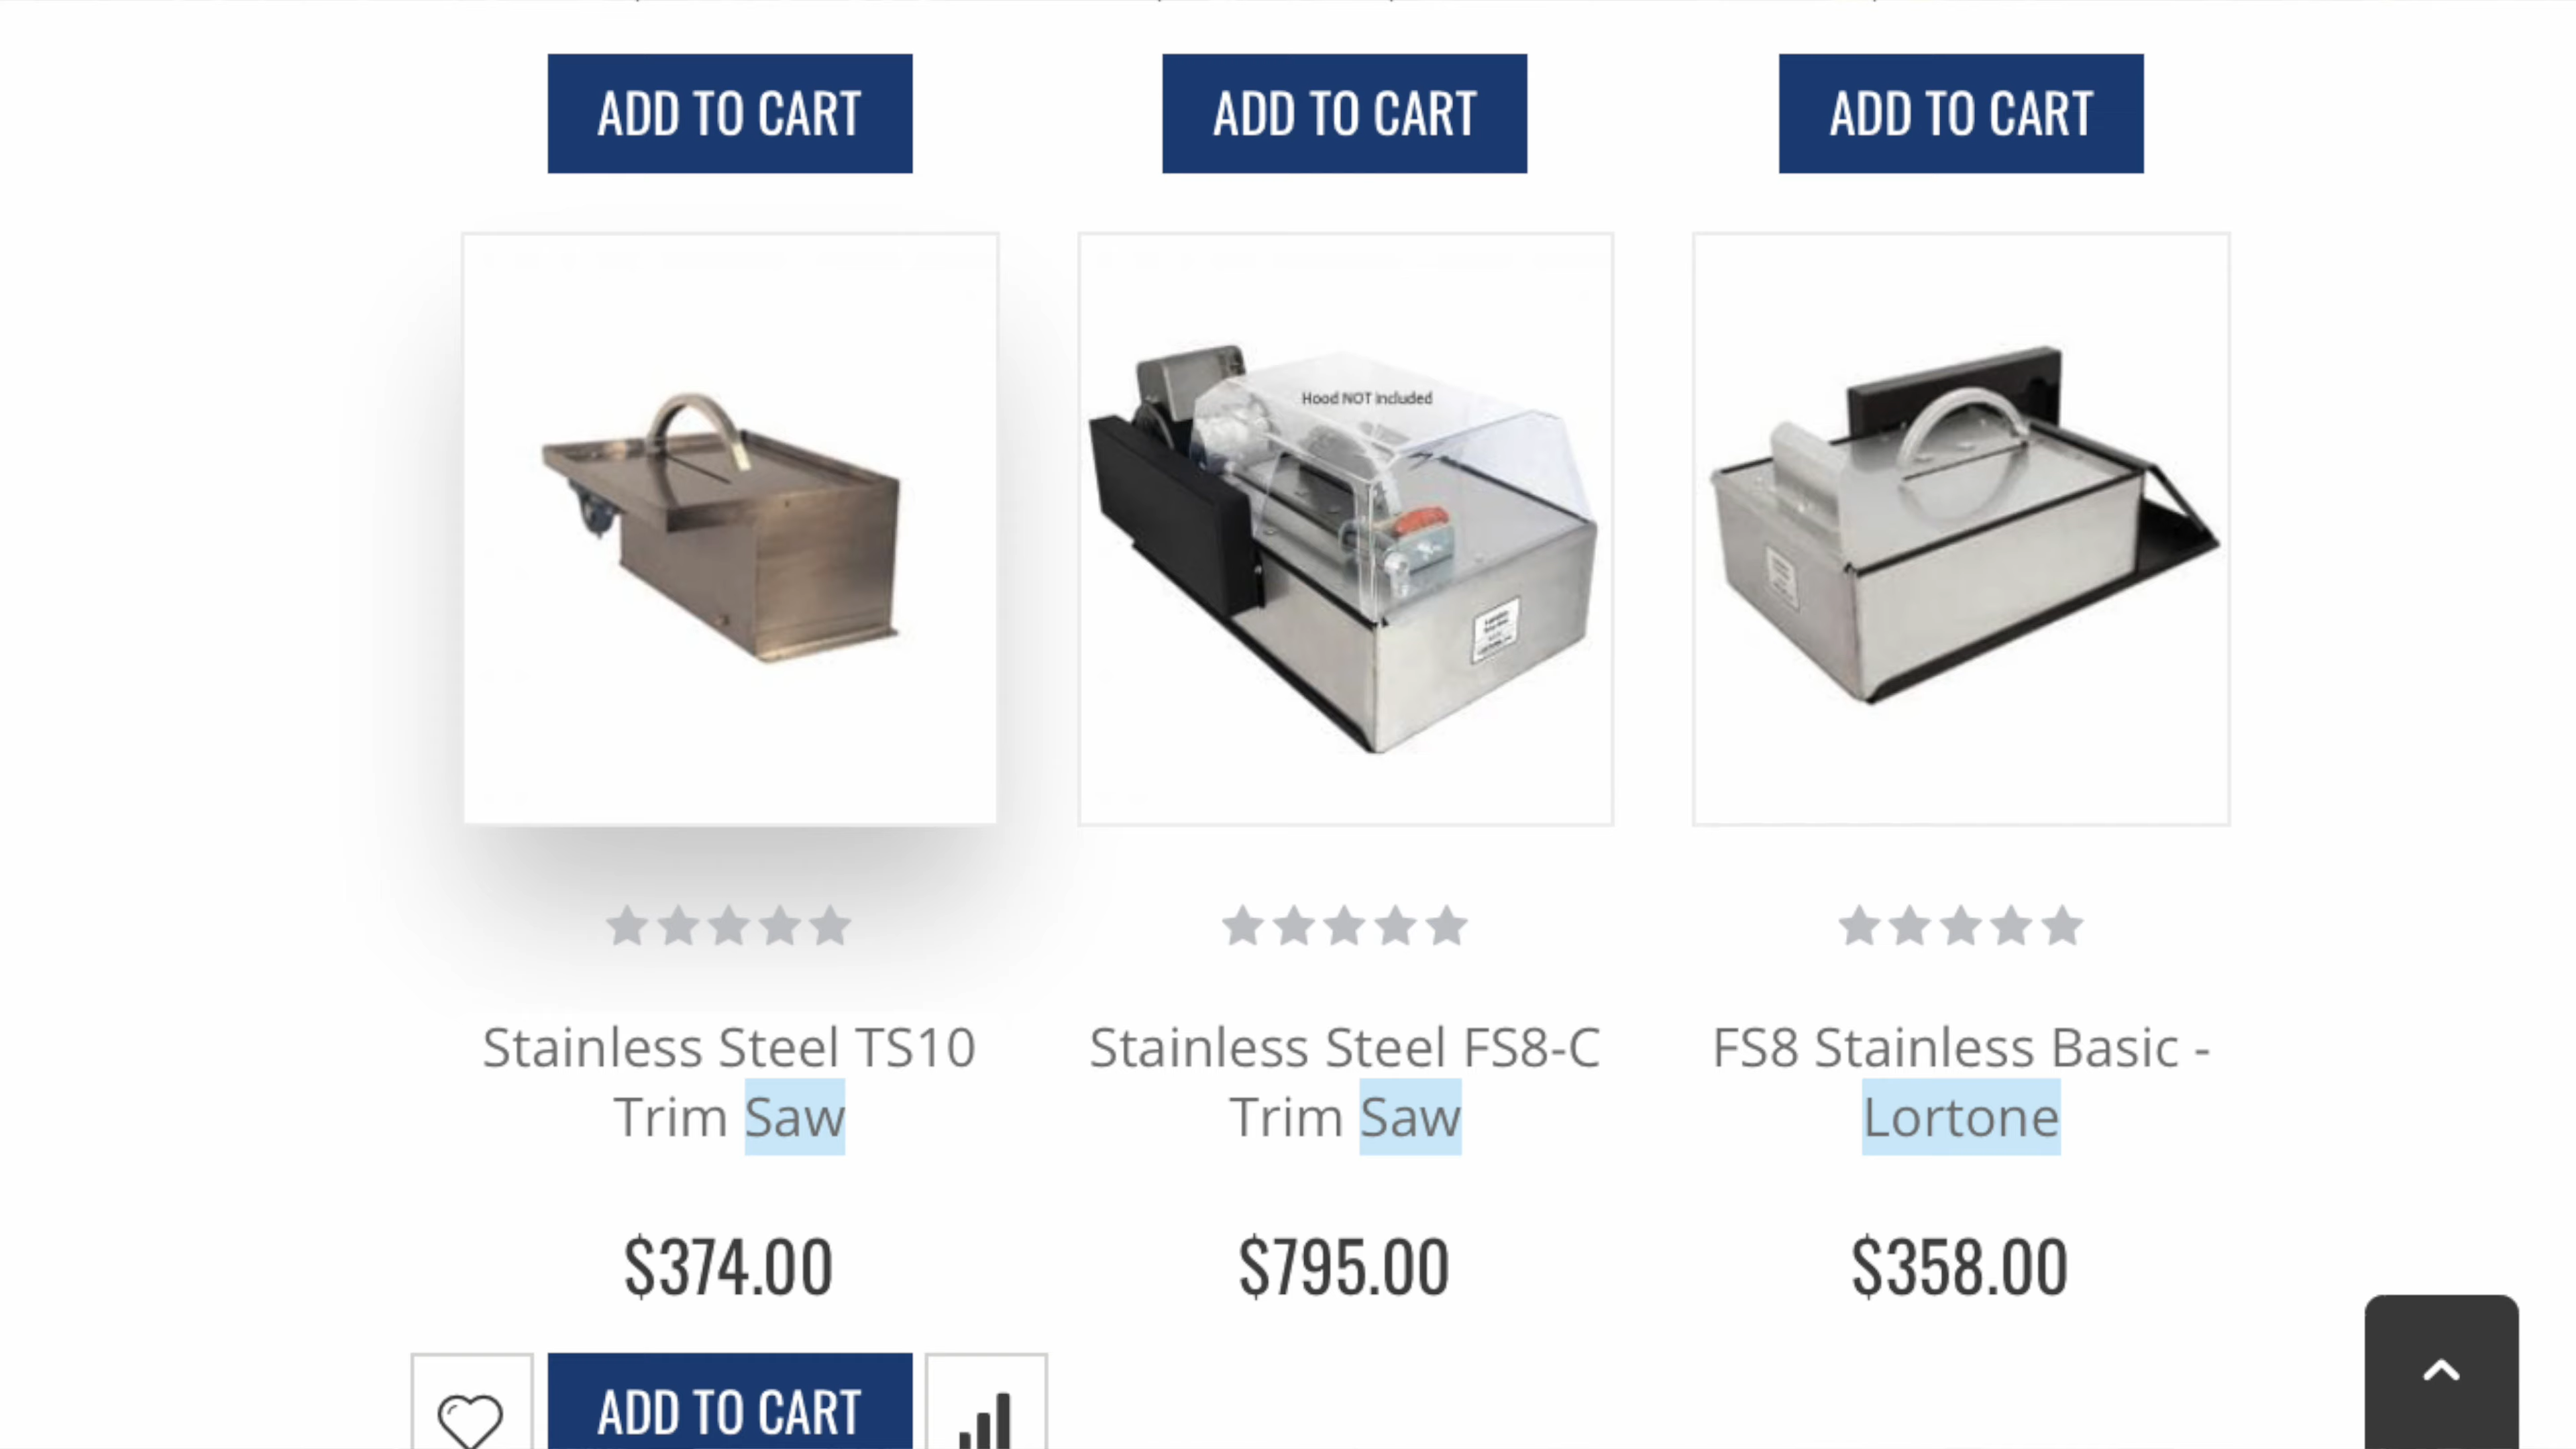 ADD TO CART
ADD TO CART
ADD TO CART
Hood NOT included
Stainless Steel TS10
Trim Saw
Stainless Steel FS8-C
Trim Saw
FS8 Stainless Basic -
Lortone
$374.00
$795.00
$358.00
ADD TO CART